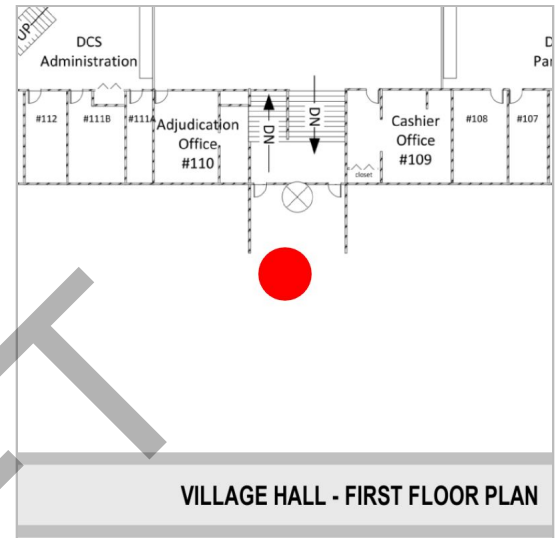 UP
DCS
Administration
#112
#111B
#111A
Adjudication
Office
#110
DN
DN
Cashier
Office
#109
closet
#108
#107
VILLAGE HALL - FIRST FLOOR PLAN